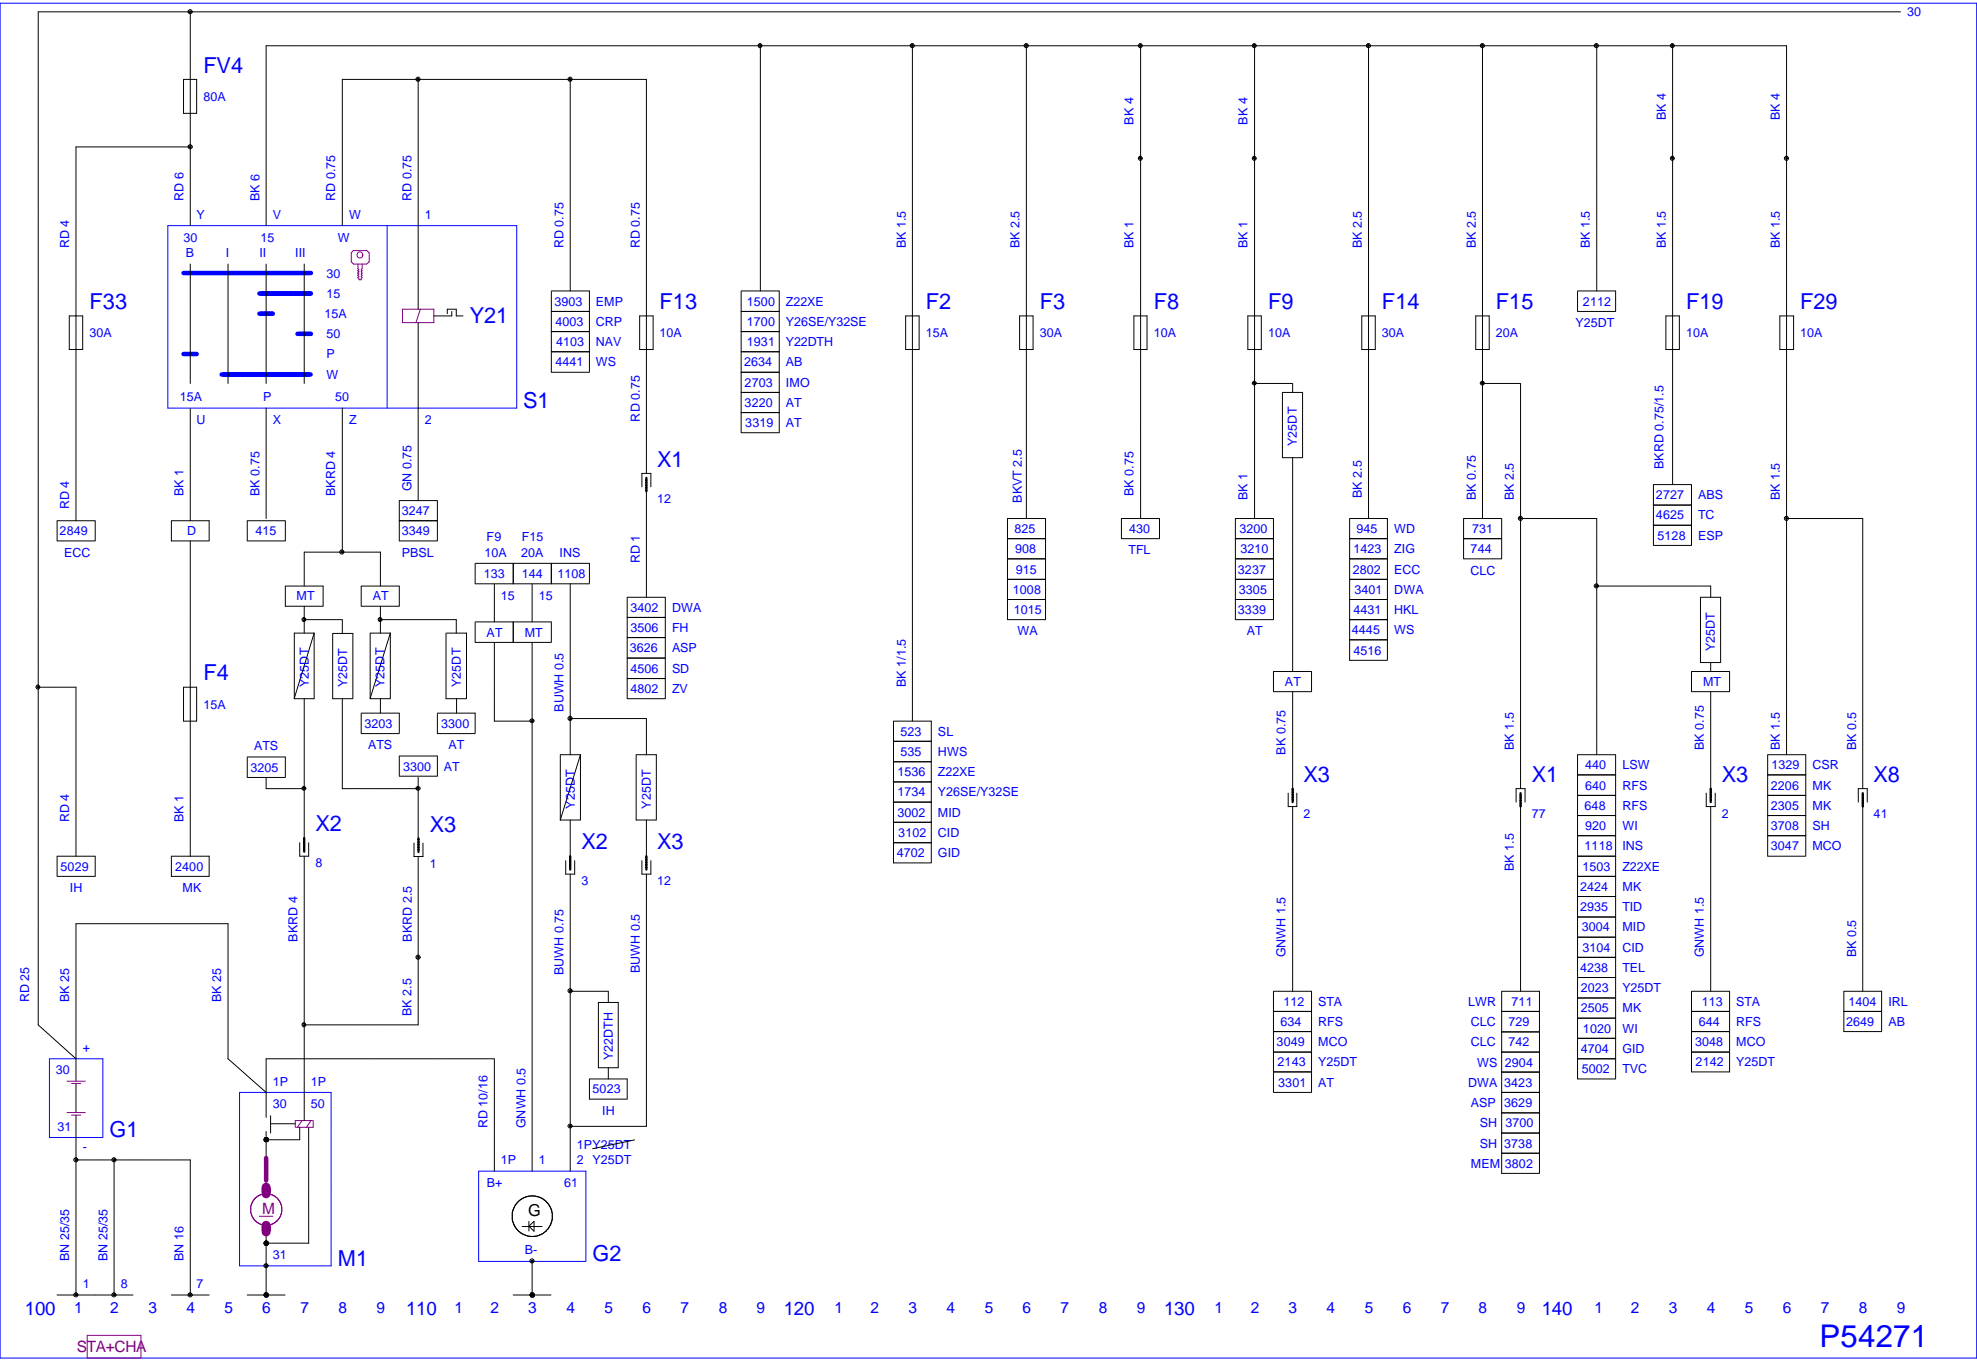 30
FV4
80A
RD 6
BK 6
RD 0.75
RD 0.75
RD 4
RD 0.75
RD 0.75
BK 1.5
BK 2.5
BK 4
BK 1
BK 4
BK 1
BK 2.5
BK 2.5
BK 1.5
BK 4
BK 1.5
BK 4
BK 1.5
Y V W 1
30 15 W
B I II III
30
15
15A
50
P
W
15A P 50
U X Z 2
Y21
S1
F33
30A
RD 4
2849
ECC
3903 EMP
4003 CRP
4103 NAV
4441 WS
F13
10A
RD 0.75
X1
12
RD 1
3402 DWA
3506 FH
3626 ASP
4506 SD
4802 ZV
1500 Z22XE
1700 Y26SE/Y32SE
1931 Y22DTH
2634 AB
2703 IMO
3220 AT
3319 AT
F2
15A
BK 1/1.5
523 SL
535 HWS
1536 Z22XE
1734 Y26SE/Y32SE
3002 MID
3102 CID
4702 GID
F3
30A
BKVT 2.5
825
908
915
1008
1015
WA
F8
10A
BK 0.75
430
TFL
F9
10A
BK 1
3200
3210
3237
3305
3339
AT
Y25DT
AT
BK 0.75
X3
2
GNWH 1.5
112 STA
634 RFS
3049 MCO
2143 Y25DT
3301 AT
F14
30A
BK 2.5
945 WD
1423 ZIG
2802 ECC
3401 DWA
4431 HKL
4445 WS
4516
F15
20A
BK 0.75
BK 2.5
731
744
CLC
BK 1.5
X1
77
BK 1.5
LWR 711
CLC 729
CLC 742
WS 2904
DWA 3423
ASP 3629
SH 3700
SH 3738
MEM 3802
2112
Y25DT
440 LSW
640 RFS
648 RFS
920 WI
1118 INS
1503 Z22XE
2424 MK
2935 TID
3004 MID
3104 CID
4238 TEL
2023 Y25DT
2505 MK
1020 WI
4704 GID
5002 TVC
F19
10A
BKRD 0.75/1.5
2727 ABS
4625 TC
5128 ESP
Y25DT
MT
BK 0.75
X3
2
GNWH 1.5
113 STA
644 RFS
3048 MCO
2142 Y25DT
F29
10A
BK 1.5
BK 1.5
1329 CSR
2206 MK
2305 MK
3708 SH
3047 MCO
BK 0.5
X8
41
BK 0.5
1404 IRL
2649 AB
BK 1
D
F4
15A
BK 1
2400
MK
BK 0.75
415
BKRD 4
MT AT
Y25DT Y25DT Y25DT Y25DT
3203
ATS
3300
AT
ATS
3205
3300 AT
X2
8
X3
1
BKRD 4
BKRD 2.5
BK 2.5
GN 0.75
3247
3349
PBSL
F9 F15
10A 20A INS
133 144 1108
15 15
AT MT
BUWH 0.5
Y25DT Y25DT
X2
3
X3
12
BUWH 0.75
BUWH 0.5
Y22DTH
5023
IH
RD 10/16
GNWH 0.5
1P Y25DT
1P 1 2 Y25DT
B+ 61
G
B-
G2
RD 4
5029
IH
RD 25
BK 25
BK 25
+
30
31
-
G1
1P 1P
30 50
M
31
M1
BN 25/35
BN 25/35
BN 16
1 8 7
100 1 2 3 4 5 6 7 8 9 110 1 2 3 4 5 6 7 8 9 120 1 2 3 4 5 6 7 8 9 130 1 2 3 4 5 6 7 8 9 140 1 2 3 4 5 6 7 8 9
STA+CHA
P54271